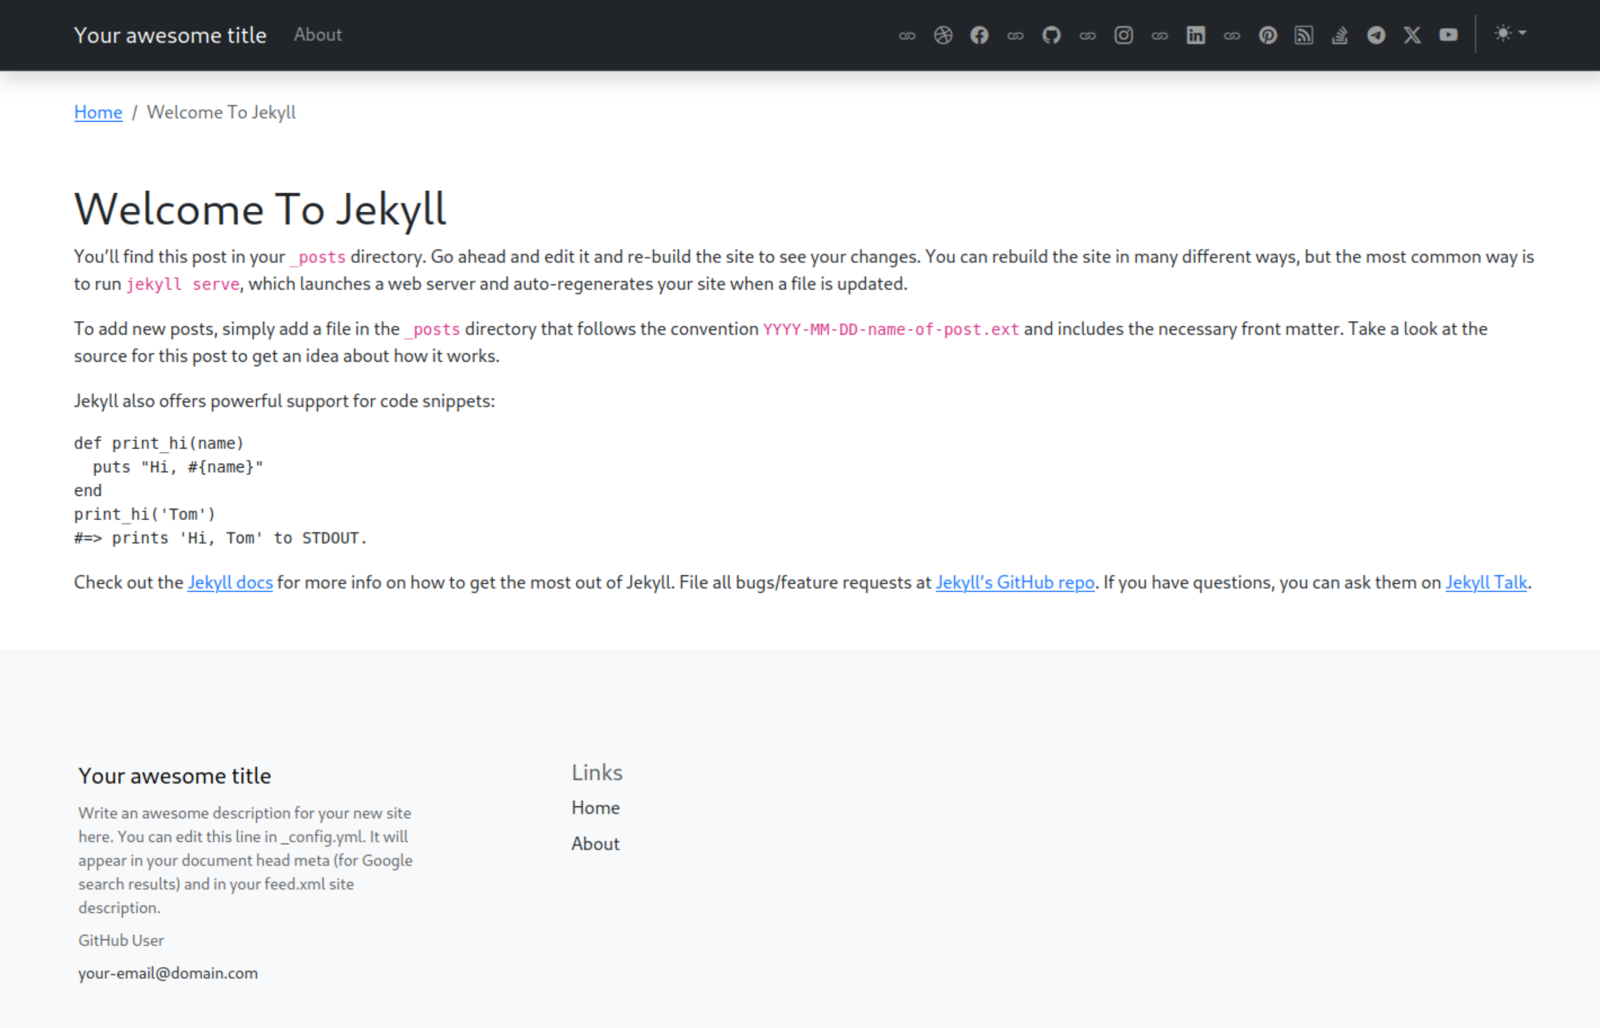 Your awesome title About
Home / Welcome To Jekyll
Welcome To Jekyll
You’ll find this post in your _posts directory. Go ahead and edit it and re-build the site to see your changes. You can rebuild the site in many different ways, but the most common way is
to run jekyll serve, which launches a web server and auto-regenerates your site when a file is updated.
To add new posts, simply add a file in the _posts directory that follows the convention YYYY-MM-DD-name-of-post.ext and includes the necessary front matter. Take a look at the
source for this post to get an idea about how it works.
Jekyll also offers powerful support for code snippets:
def print_hi(name)
  puts "Hi, #{name}"
end
print_hi('Tom')
#=> prints 'Hi, Tom' to STDOUT.
Check out the Jekyll docs for more info on how to get the most out of Jekyll. File all bugs/feature requests at Jekyll’s GitHub repo. If you have questions, you can ask them on Jekyll Talk.
Your awesome title
Write an awesome description for your new site
here. You can edit this line in _config.yml. It will
appear in your document head meta (for Google
search results) and in your feed.xml site
description.
GitHub User
your-email@domain.com
Links
Home
About